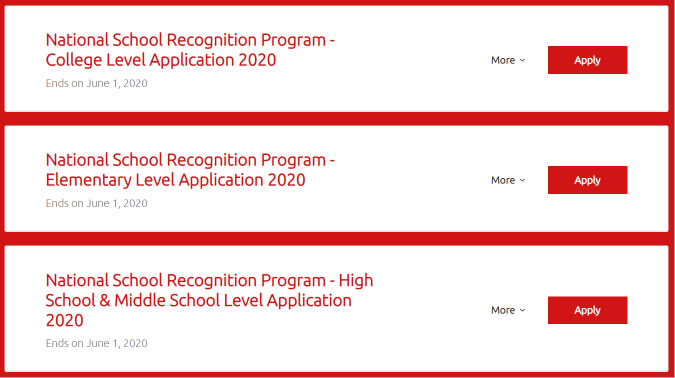 National School Recognition Program -
College Level Application 2020
More
Apply
Ends on June 1, 2020
National School Recognition Program -
Elementary Level Application 2020
More
Apply
Ends on June 1, 2020
National School Recognition Program - High
School & Middle School Level Application
2020
More
Apply
Ends on June 1, 2020